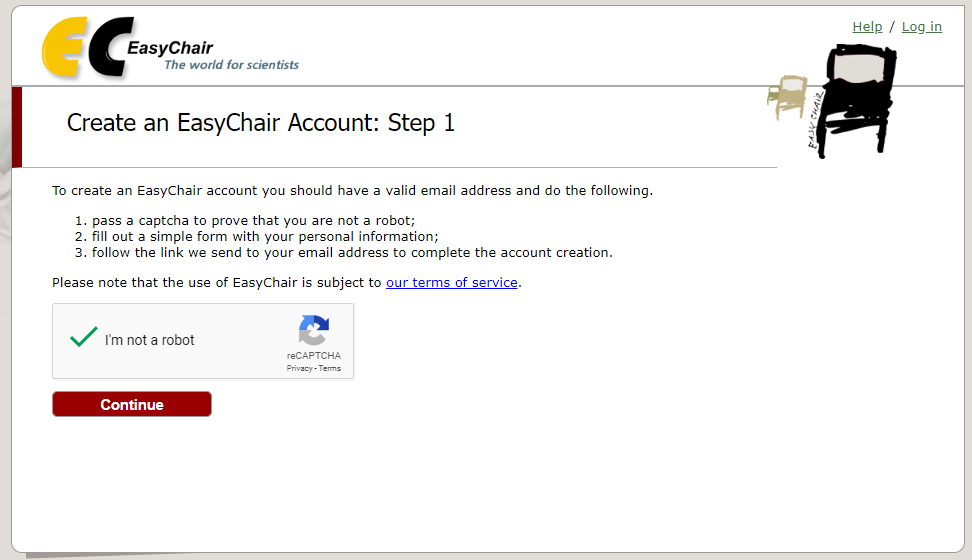 EC EasyChair
The world for scientists
Help / Log in
EASY CHAIR
Create an EasyChair Account: Step 1
To create an EasyChair account you should have a valid email address and do the following.
1. pass a captcha to prove that you are not a robot;
2. fill out a simple form with your personal information;
3. follow the link we send to your email address to complete the account creation.
Please note that the use of EasyChair is subject to our terms of service.
I'm not a robot
reCAPTCHA
Privacy - Terms
Continue